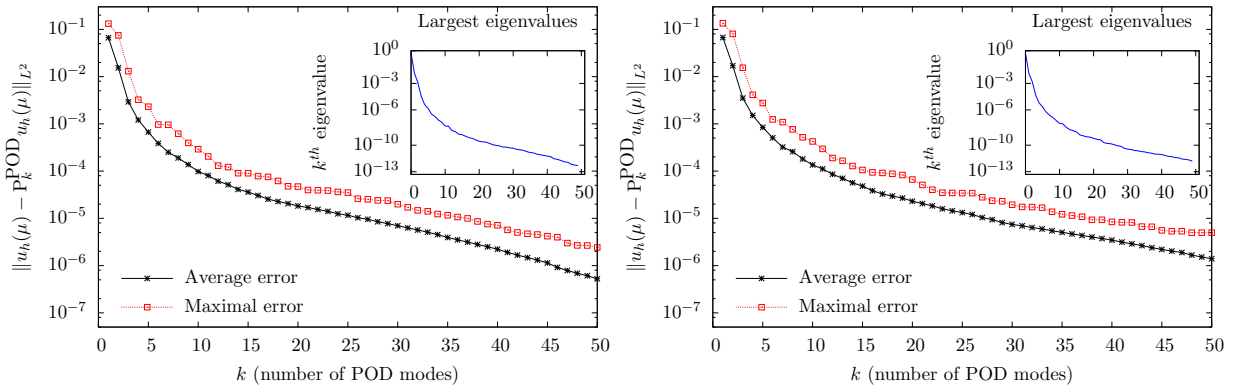 Largest eigenvalues
10^0
10^{-3}
10^{-6}
10^{-10}
10^{-13}
k^{th} eigenvalue
0 10 20 30 40 50
10^{-1}
10^{-2}
10^{-3}
10^{-4}
10^{-5}
10^{-6}
10^{-7}
∥u_h(μ) − P_k^{POD} u_h(μ)∥_{L^2}
Average error
Maximal error
0 5 10 15 20 25 30 35 40 45 50
k (number of POD modes)
Largest eigenvalues
10^0
10^{-3}
10^{-6}
10^{-10}
10^{-13}
k^{th} eigenvalue
0 10 20 30 40 50
10^{-1}
10^{-2}
10^{-3}
10^{-4}
10^{-5}
10^{-6}
10^{-7}
∥u_h(μ) − P_k^{POD} u_h(μ)∥_{L^2}
Average error
Maximal error
0 5 10 15 20 25 30 35 40 45 50
k (number of POD modes)